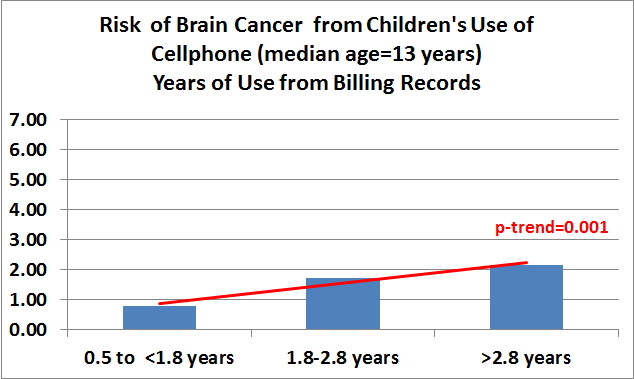 Risk of Brain Cancer from Children's Use of
Cellphone (median age=13 years)
Years of Use from Billing Records
7.00
6.00
5.00
4.00
3.00
2.00
1.00
0.00
p-trend=0.001
0.5 to <1.8 years
1.8-2.8 years
>2.8 years